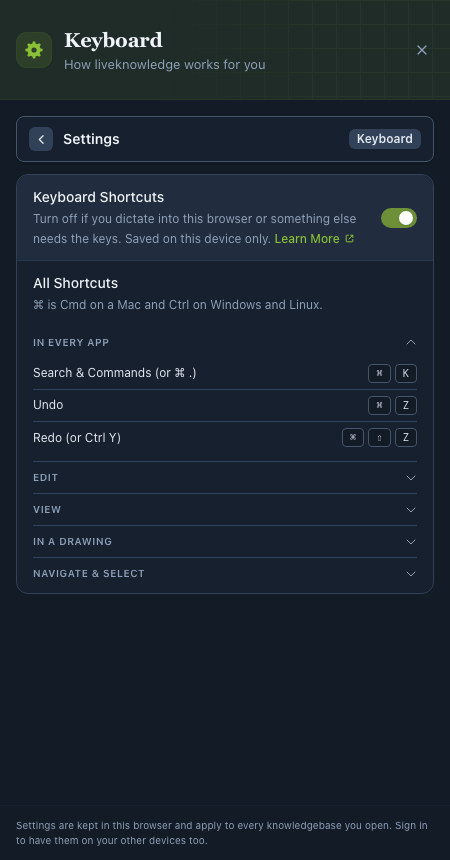 Keyboard
How liveknowledge works for you
Settings
Keyboard
Keyboard Shortcuts
Turn off if you dictate into this browser or something else
needs the keys. Saved on this device only. Learn More
All Shortcuts
⌘ is Cmd on a Mac and Ctrl on Windows and Linux.
IN EVERY APP
Search & Commands (or ⌘ .) ⌘ K
Undo ⌘ Z
Redo (or Ctrl Y) ⌘ ⇧ Z
EDIT
VIEW
IN A DRAWING
NAVIGATE & SELECT
Settings are kept in this browser and apply to every knowledgebase you open. Sign in
to have them on your other devices too.